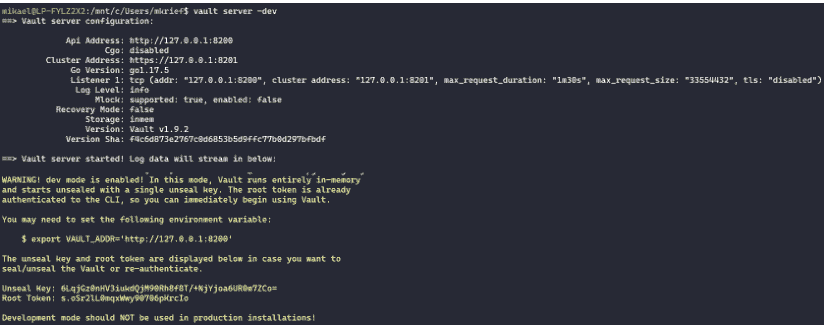 mikael@LP-FYLZ2X2:/mnt/c/Users/mkrief$ vault server -dev
==> Vault server configuration:
Api Address: http://127.0.0.1:8200
Cgo: disabled
Cluster Address: https://127.0.0.1:8201
Go Version: go1.17.5
Listener 1: tcp (addr: "127.0.0.1:8200", cluster address: "127.0.0.1:8201", max_request_duration: "1m30s", max_request_size: "33554432", tls: "disabled")
Log Level: info
Mlock: supported: true, enabled: false
Recovery Mode: false
Storage: inmem
Version: Vault v1.9.2
Version Sha: f4c6d873e2767c0d6853b5d9ffc77b0d297bfbdf
==> Vault server started! Log data will stream in below:
WARNING! dev mode is enabled! In this mode, Vault runs entirely in-memory
and starts unsealed with a single unseal key. The root token is already
authenticated to the CLI, so you can immediately begin using Vault.
You may need to set the following environment variable:
$ export VAULT_ADDR='http://127.0.0.1:8200'
The unseal key and root token are displayed below in case you want to
seal/unseal the Vault or re-authenticate.
Unseal Key:
Root Token:
Development mode should NOT be used in production installations!